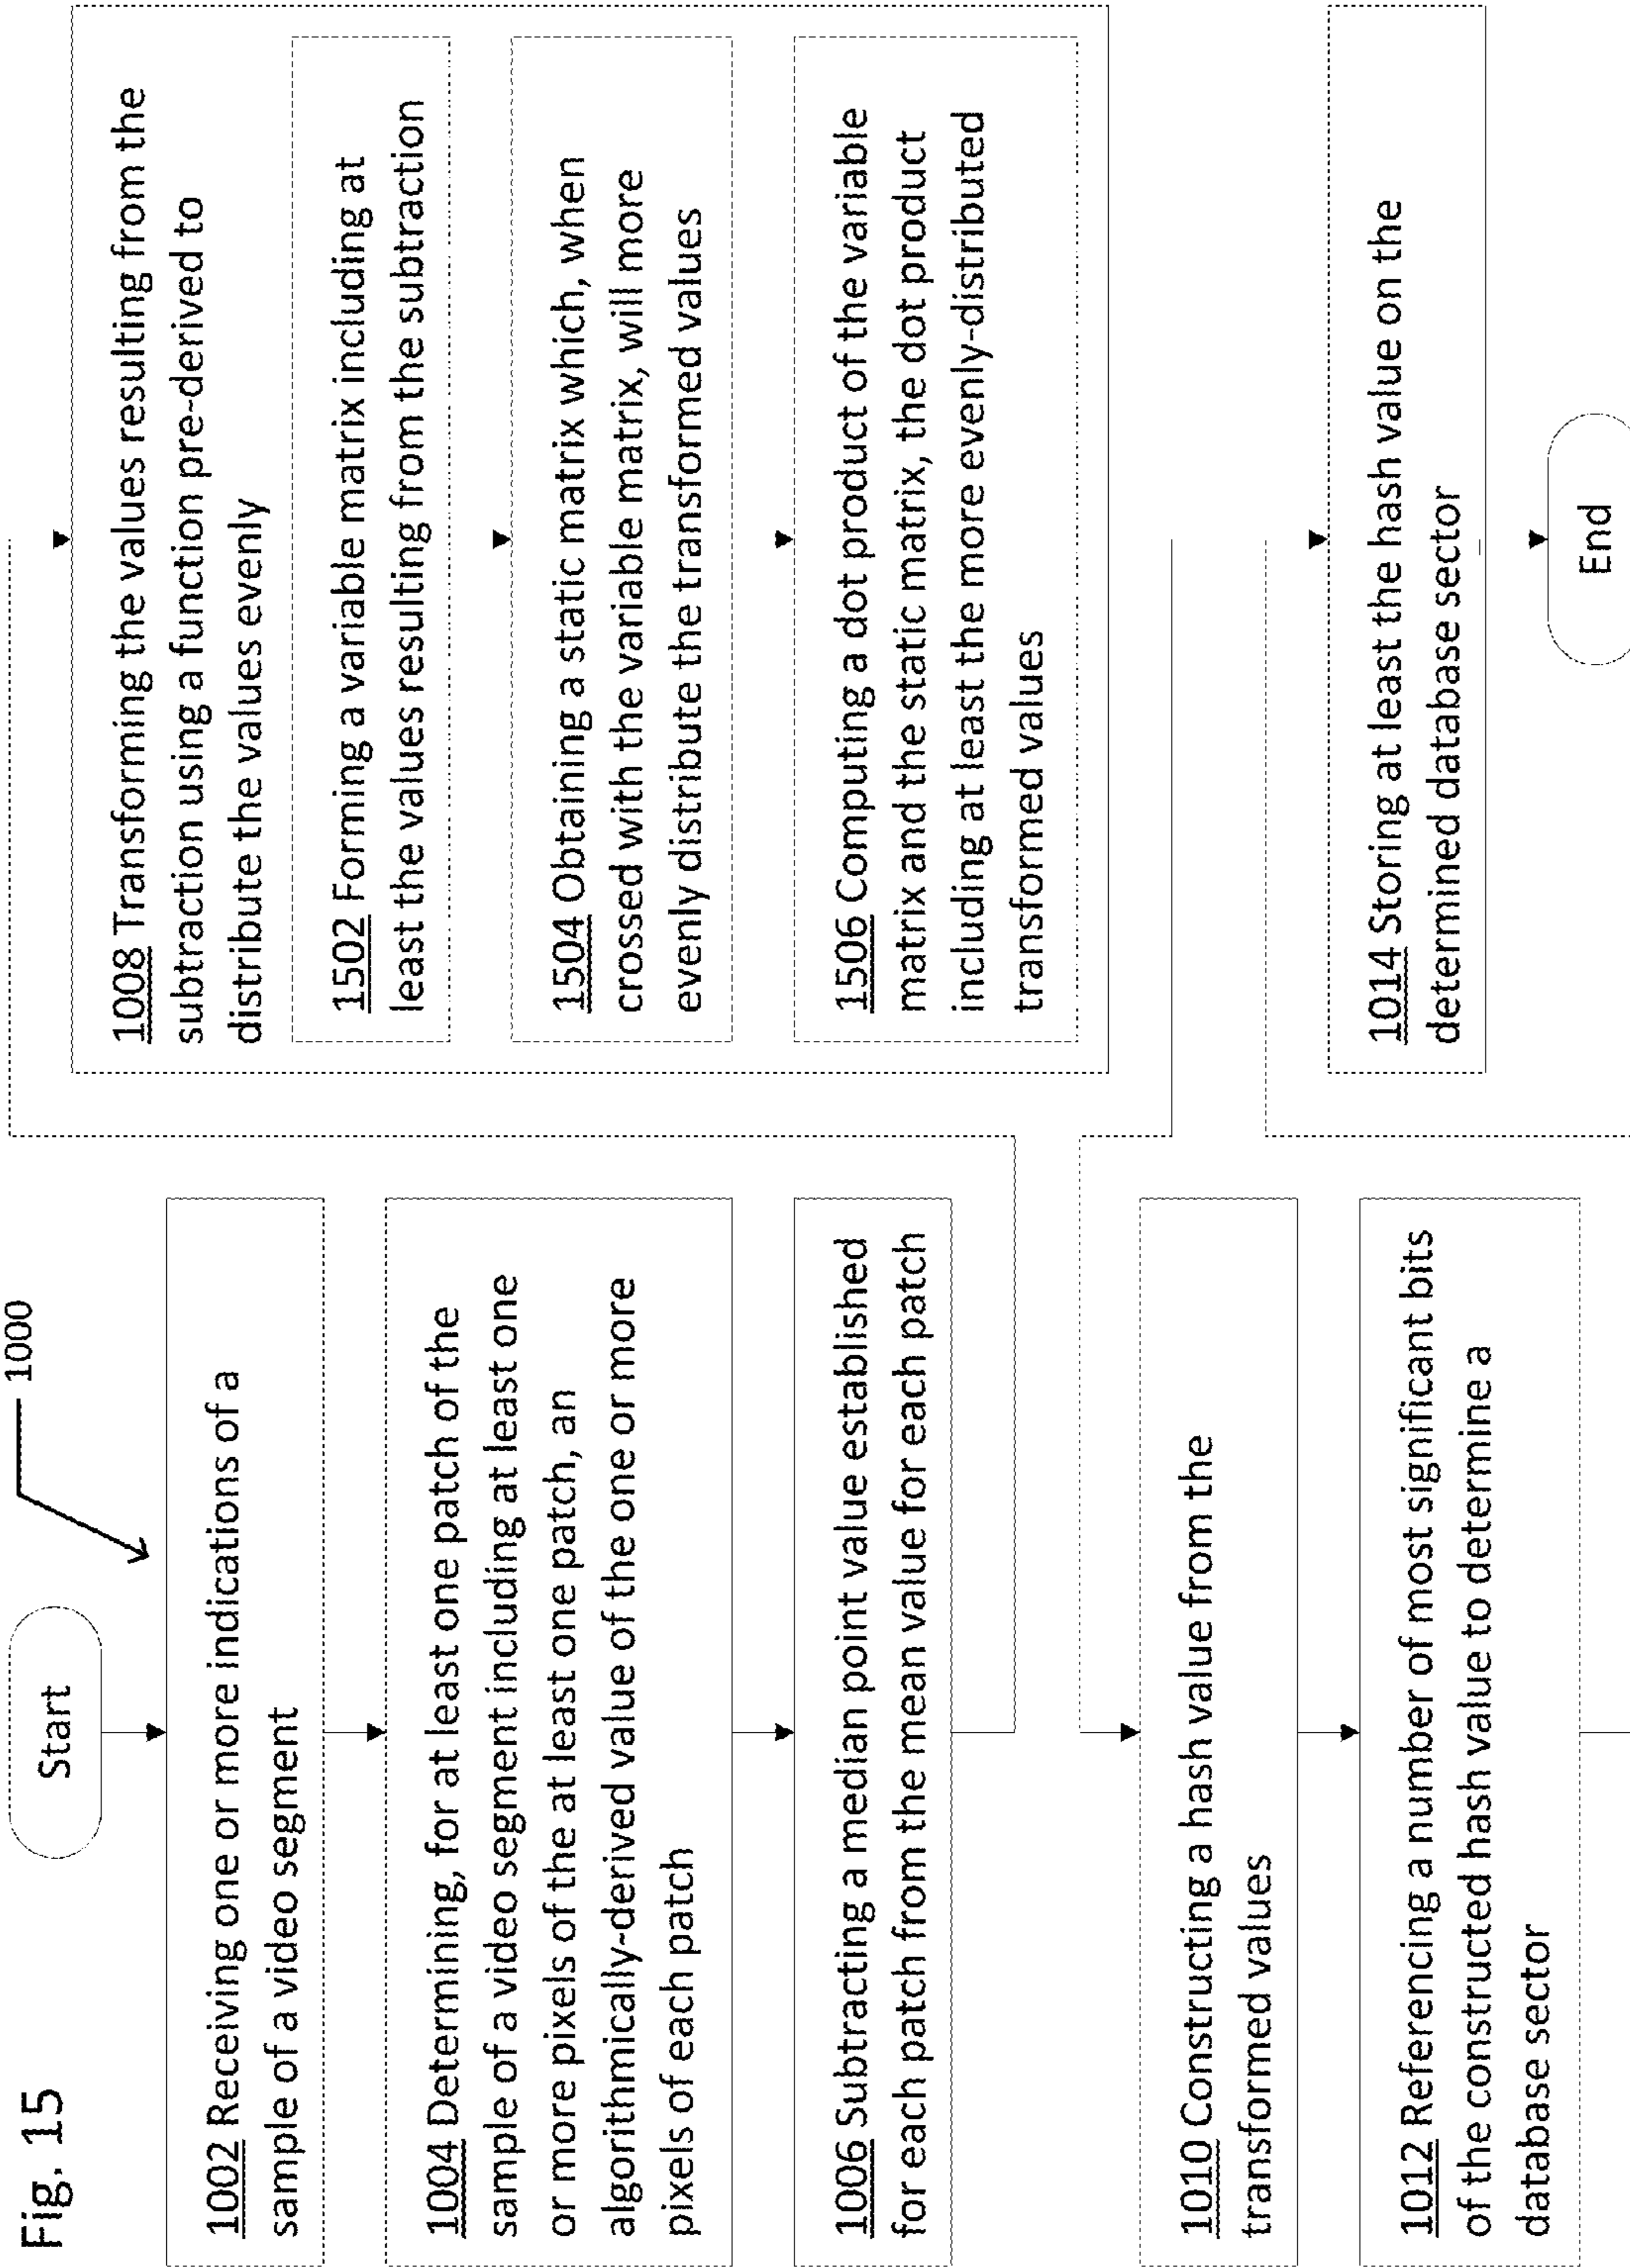 Fig. 15
1000
Start
1002 Receiving one or more indications of a
sample of a video segment
1004 Determining, for at least one patch of the
sample of a video segment including at least one
or more pixels of the at least one patch, an
algorithmically-derived value of the one or more
pixels of each patch
1006 Subtracting a median point value established
for each patch from the mean value for each patch
1008 Transforming the values resulting from the
subtraction using a function pre-derived to
distribute the values evenly
1502 Forming a variable matrix including at
least the values resulting from the subtraction
1504 Obtaining a static matrix which, when
crossed with the variable matrix, will more
evenly distribute the transformed values
1506 Computing a dot product of the variable
matrix and the static matrix, the dot product
including at least the more evenly-distributed
transformed values
1010 Constructing a hash value from the
transformed values
1012 Referencing a number of most significant bits
of the constructed hash value to determine a
database sector
1014 Storing at least the hash value on the
determined database sector
End